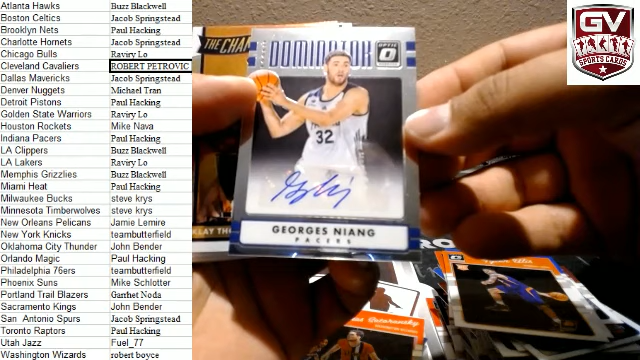 Atlanta Hawks Buzz Blackwell
Boston Celtics Jacob Springstead
Brooklyn Nets Paul Hacking
Charlotte Hornets Jacob Springstead
Chicago Bulls Raviry Lo
Cleveland Cavaliers ROBERT PETROVIC
Dallas Mavericks Jacob Springstead
Denver Nuggets Michael Tran
Detroit Pistons Paul Hacking
Golden State Warriors Raviry Lo
Houston Rockets Mike Nava
Indiana Pacers Paul Hacking
LA Clippers Buzz Blackwell
LA Lakers Raviry Lo
Memphis Grizzlies Buzz Blackwell
Miami Heat Paul Hacking
Milwaukee Bucks steve krys
Minnesota Timberwolves steve krys
New Orleans Pelicans Jamie Lemire
New York Knicks teambutterfield
Oklahoma City Thunder John Bender
Orlando Magic Paul Hacking
Philadelphia 76ers teambutterfield
Phoenix Suns Mike Schlotter
Portland Trail Blazers Garrhet Noda
Sacramento Kings John Bender
San Antonio Spurs Jacob Springstead
Toronto Raptors Paul Hacking
Utah Jazz Fuel_77
Washington Wizards robert boyce
THE CHAM
OPTIC
32
GEORGES NIANG
PACERS
GV
SPORTS CARDS